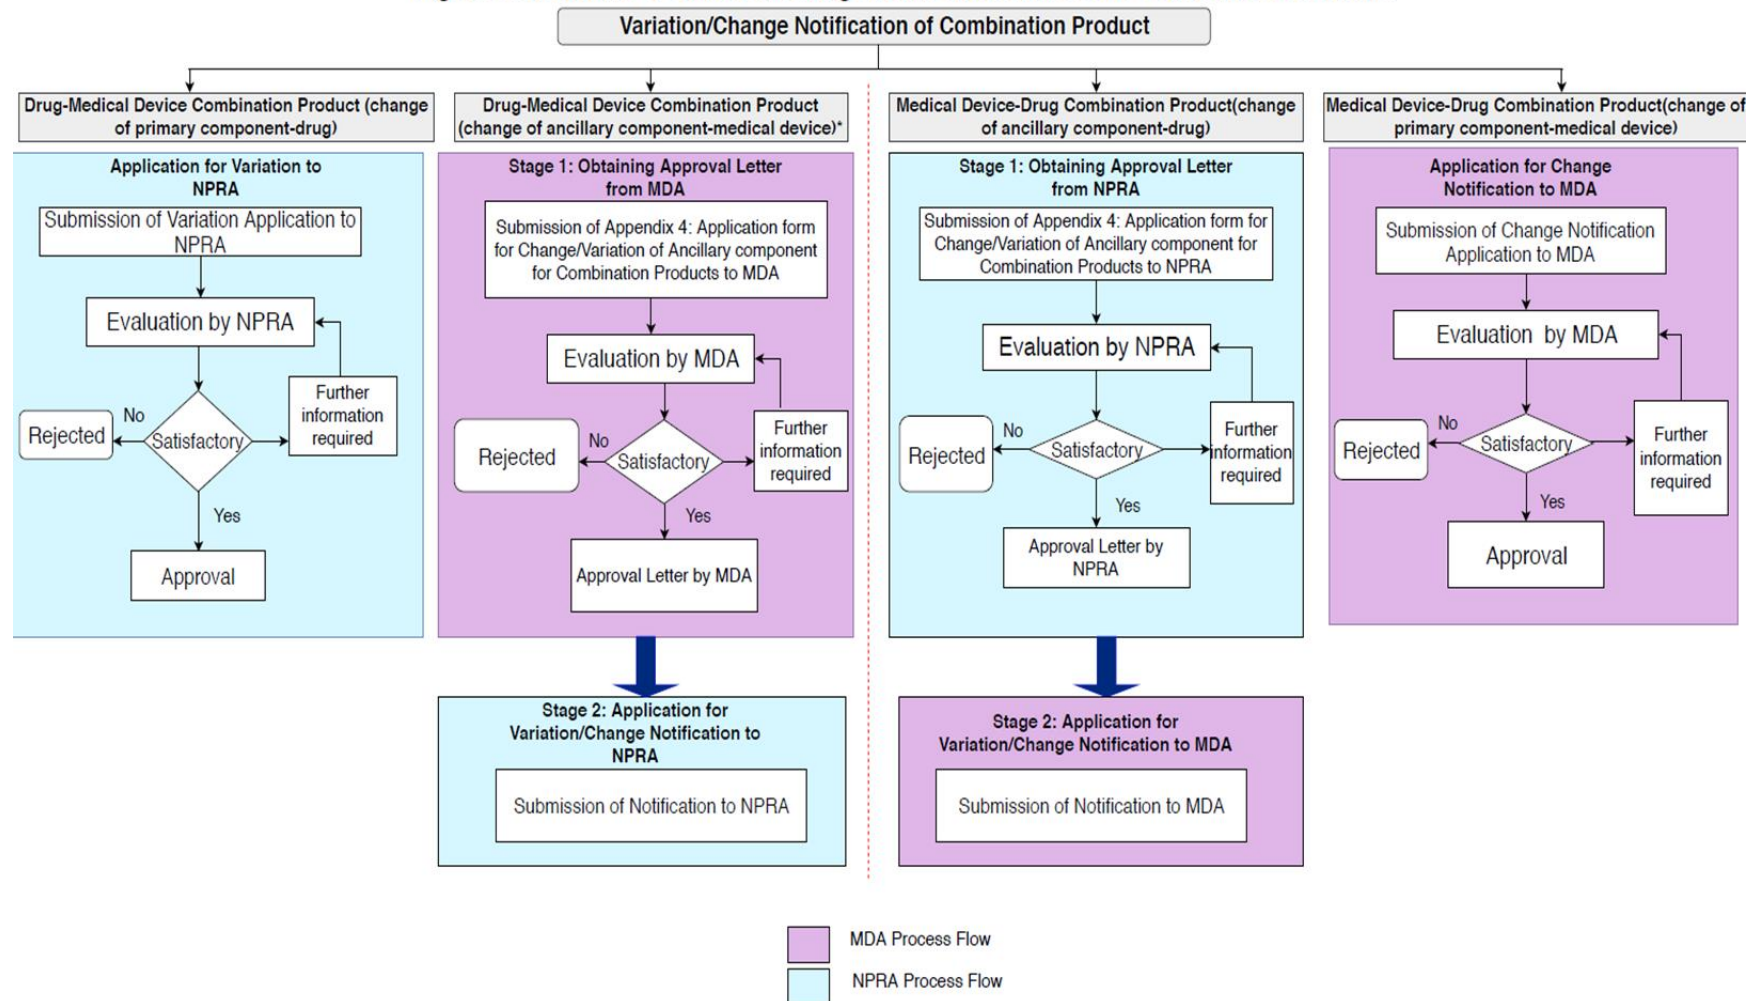 Variation/Change Notification of Combination Product
Drug-Medical Device Combination Product (change
of primary component-drug)
Drug-Medical Device Combination Product
(change of ancillary component-medical device)*
Medical Device-Drug Combination Product(change
of ancillary component-drug)
Medical Device-Drug Combination Product(change of
primary component-medical device)
Application for Variation to
NPRA
Submission of Variation Application to
NPRA
Evaluation by NPRA
Further
information
required
Satisfactory
No
Rejected
Yes
Approval
Stage 1: Obtaining Approval Letter
from MDA
Submission of Appendix 4: Application form
for Change/Variation of Ancillary component
for Combination Products to MDA
Evaluation by MDA
Further
information
required
Satisfactory
No
Rejected
Yes
Approval Letter by MDA
Stage 2: Application for
Variation/Change Notification to
NPRA
Submission of Notification to NPRA
Stage 1: Obtaining Approval Letter
from NPRA
Submission of Appendix 4: Application form for
Change/Variation of Ancillary component for
Combination Products to NPRA
Evaluation by NPRA
Further
information
required
Satisfactory
No
Rejected
Yes
Approval Letter by
NPRA
Stage 2: Application for
Variation/Change Notification to MDA
Submission of Notification to MDA
Application for Change
Notification to MDA
Submission of Change Notification
Application to MDA
Evaluation by MDA
Further
information
required
Satisfactory
No
Rejected
Yes
Approval
MDA Process Flow
NPRA Process Flow